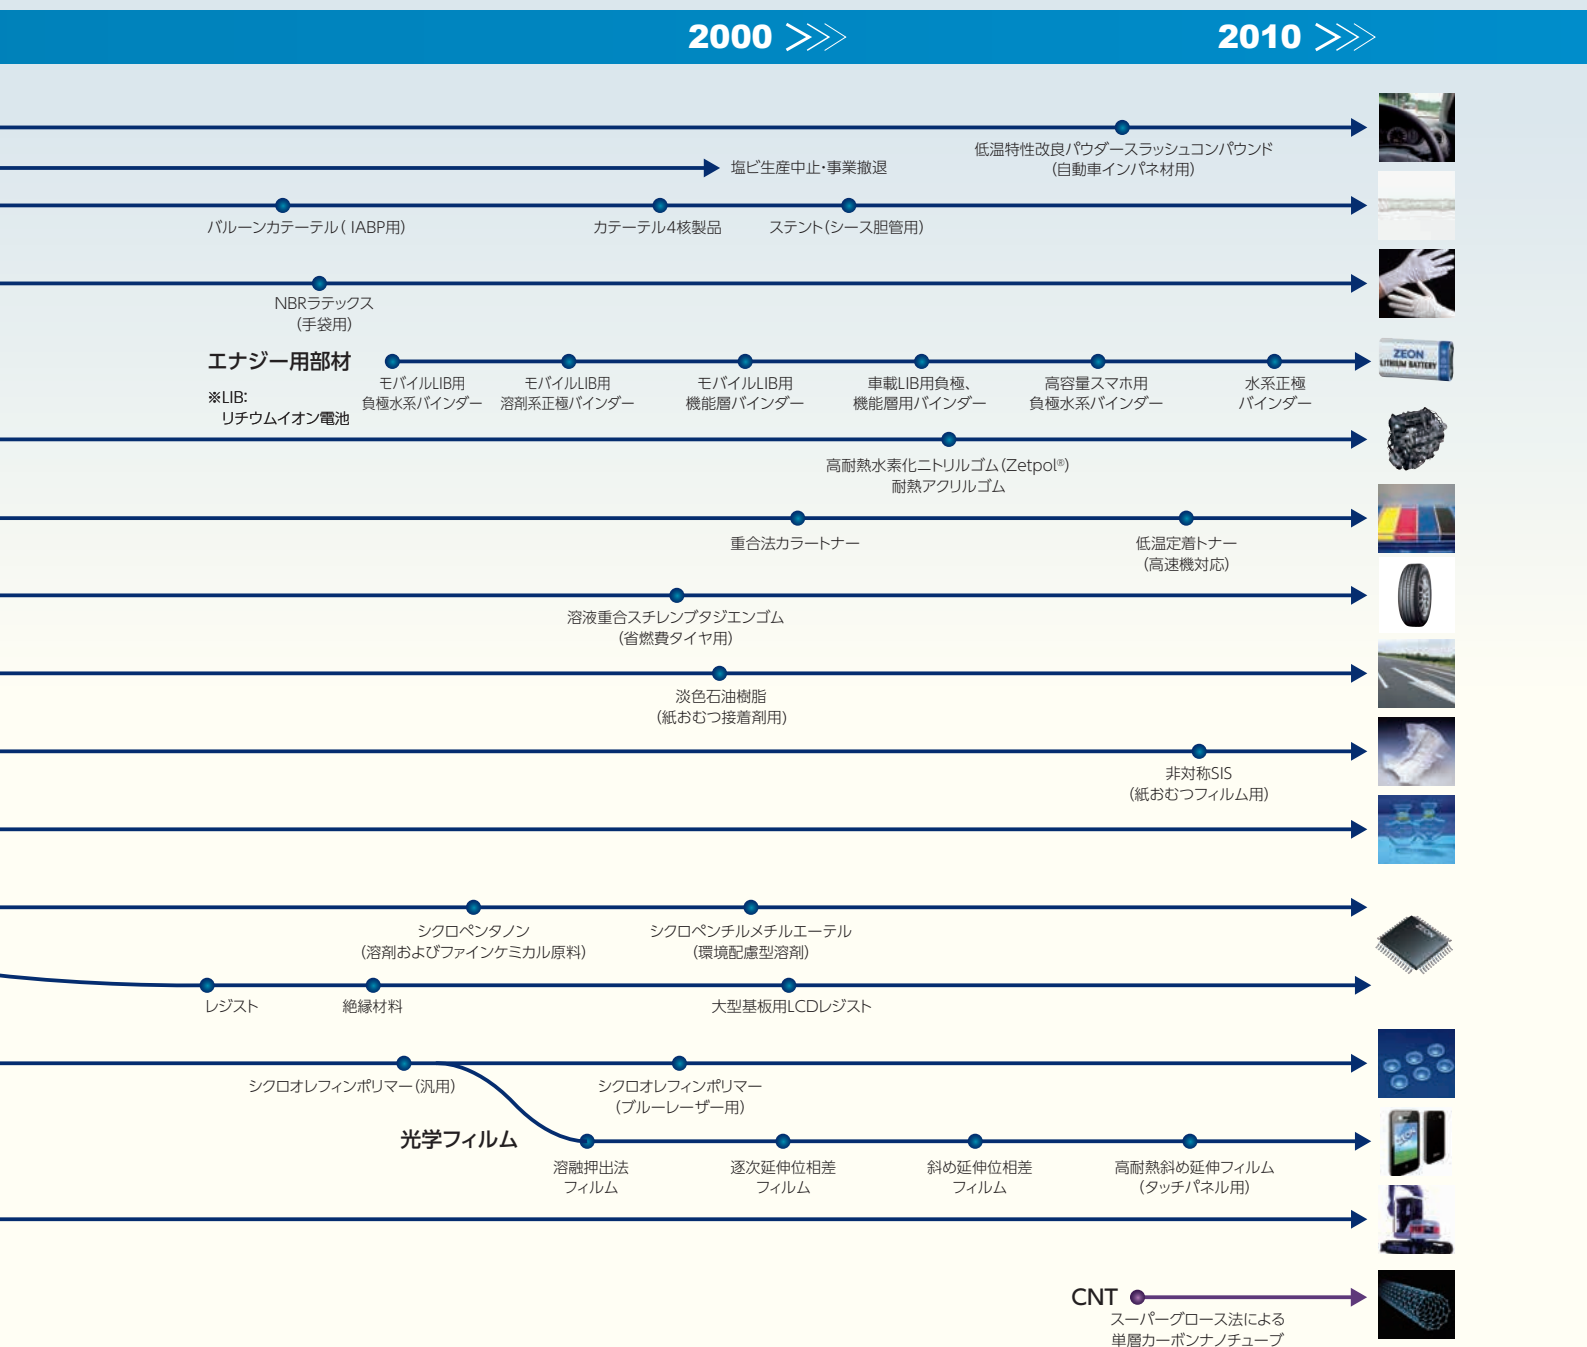 2000
2010
低温特性改良パウダースラッシュコンパウンド
(自動車インパネ材用)
塩ビ生産中止・事業撤退
バルーンカテーテル( IABP用)
カテーテル4核製品
ステント(シース胆管用)
NBRラテックス
(手袋用)
エナジー用部材
※LIB:
リチウムイオン電池
モバイルLIB用
負極水系バインダー
モバイルLIB用
溶剤系正極バインダー
モバイルLIB用
機能層バインダー
車載LIB用負極、
機能層用バインダー
高容量スマホ用
負極水系バインダー
水系正極
バインダー
ZEON
LITHIUM BATTERY
高耐熱水素化ニトリルゴム(Zetpol®)
耐熱アクリルゴム
重合法カラートナー
低温定着トナー
(高速機対応)
溶液重合スチレンブタジエンゴム
(省燃費タイヤ用)
淡色石油樹脂
(紙おむつ接着剤用)
非対称SIS
(紙おむつフィルム用)
シクロペンタノン
(溶剤およびファインケミカル原料)
シクロペンチルメチルエーテル
(環境配慮型溶剤)
ZEON
レジスト
絶縁材料
大型基板用LCDレジスト
シクロオレフィンポリマー(汎用)
シクロオレフィンポリマー
(ブルーレーザー用)
光学フィルム
溶融押出法
フィルム
逐次延伸位相差
フィルム
斜め延伸位相差
フィルム
高耐熱斜め延伸フィルム
(タッチパネル用)
ZEON
CNT
スーパーグロース法による
単層カーボンナノチューブ